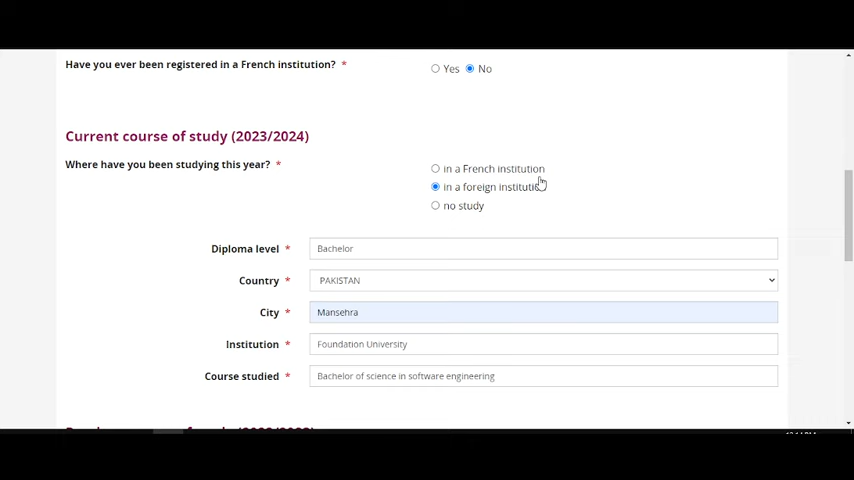 Have you ever been registered in a French institution? * Yes No
Current course of study (2023/2024)
Where have you been studying this year? * in a French institution
in a foreign institution
no study
Diploma level * Bachelor
Country * PAKISTAN
City * Mansehra
Institution * Foundation University
Course studied * Bachelor of science in software engineering